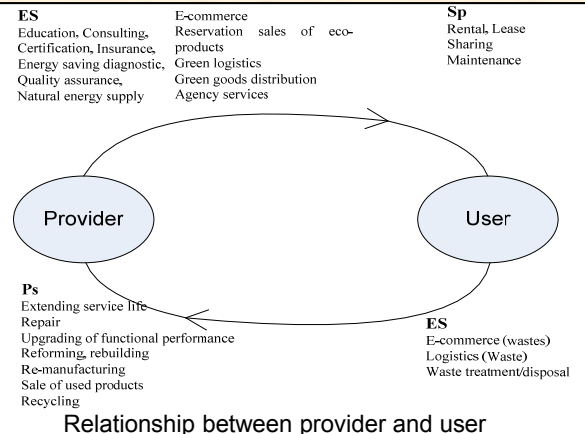 ES
Education, Consulting,
Certification, Insurance,
Energy saving diagnostic,
Quality assurance,
Natural energy supply
E-commerce
Reservation sales of eco-
products
Green logistics
Green goods distribution
Agency services
Sp
Rental, Lease
Sharing
Maintenance
Provider
User
Ps
Extending service life
Repair
Upgrading of functional performance
Reforming, rebuilding
Re-manufacturing
Sale of used products
Recycling
ES
E-commerce (wastes)
Logistics (Waste)
Waste treatment/disposal
Relationship between provider and user